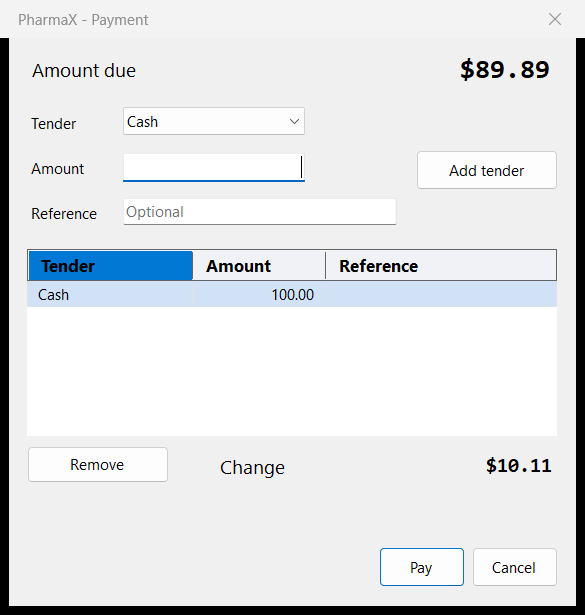 PharmaX - Payment
Amount due $89.89
Tender Cash
Amount
Add tender
Reference Optional
Tender Amount Reference
Cash 100.00
Remove Change $10.11
Pay Cancel